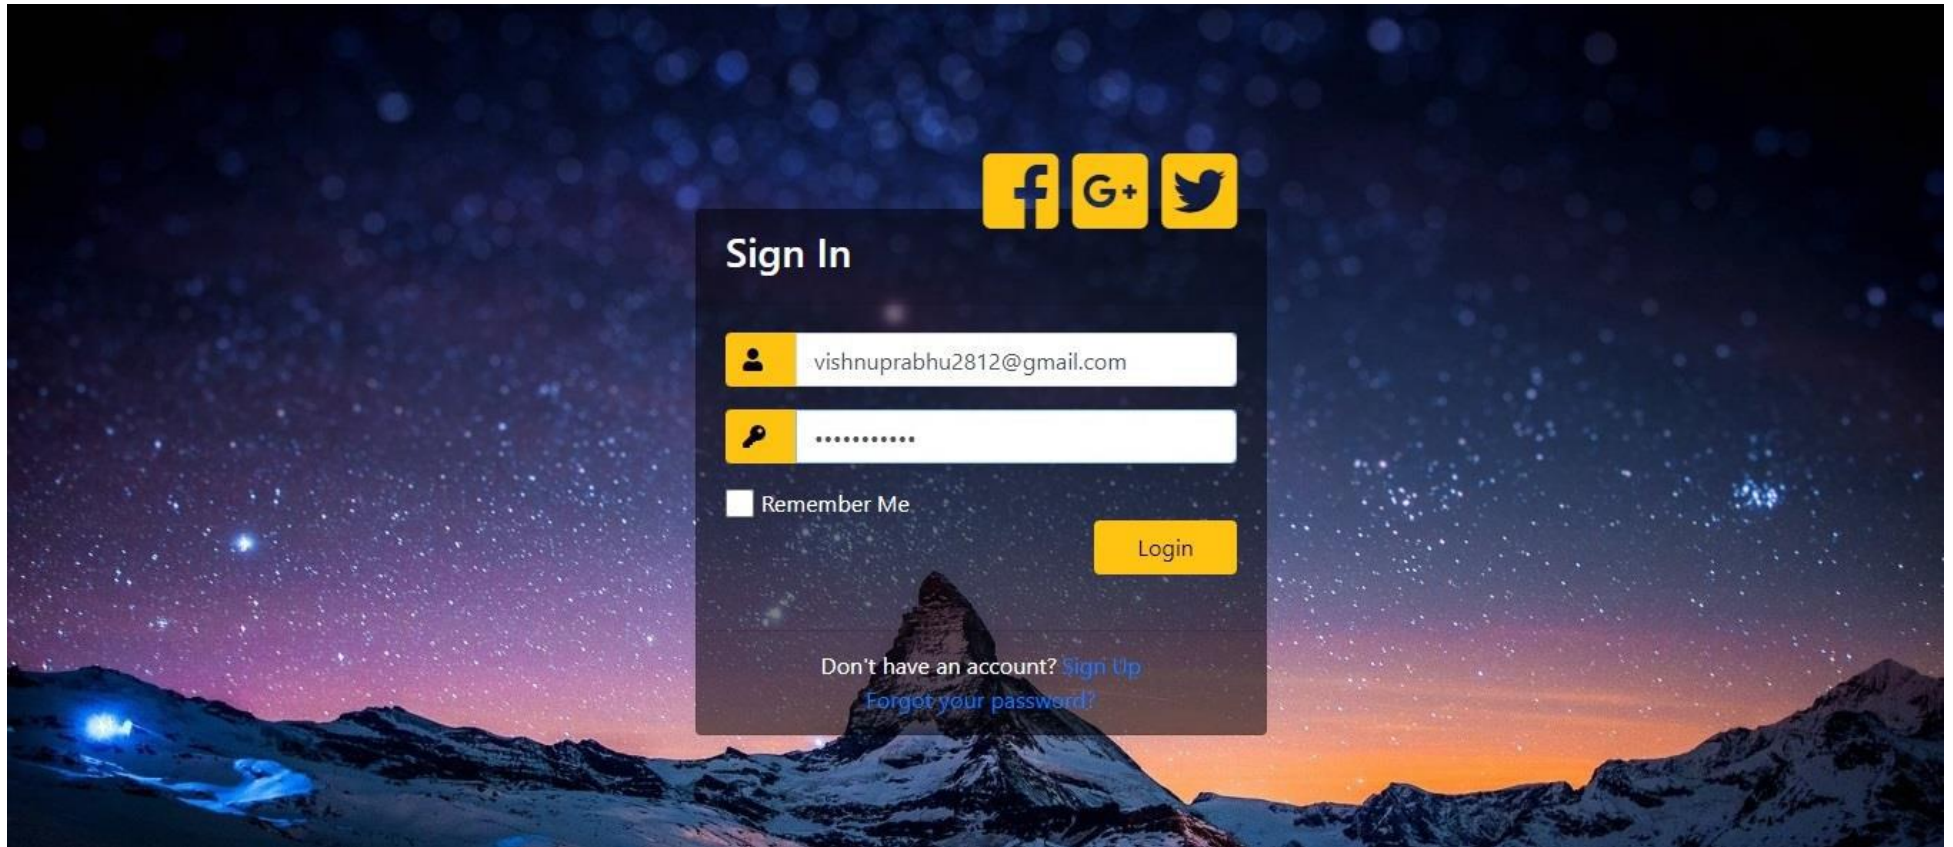 G+
Sign In
vishnuprabhu2812@gmail.com
•••••••••••
Remember Me
Login
Don't have an account? Sign Up
Forgot your password?